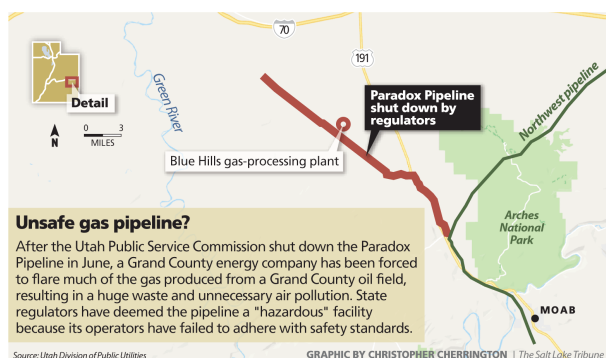 70
191
Green River
Detail
N
0 3
MILES
Paradox Pipeline
shut down by
regulators
Northwest pipeline
Blue Hills gas-processing plant
Arches
National
Park
MOAB
Unsafe gas pipeline?
After the Utah Public Service Commission shut down the Paradox
Pipeline in June, a Grand County energy company has been forced
to flare much of the gas produced from a Grand County oil field,
resulting in a huge waste and unnecessary air pollution. State
regulators have deemed the pipeline a "hazardous" facility
because its operators have failed to adhere with safety standards.
Source: Utah Division of Public Utilities
GRAPHIC BY CHRISTOPHER CHERRINGTON | The Salt Lake Tribune